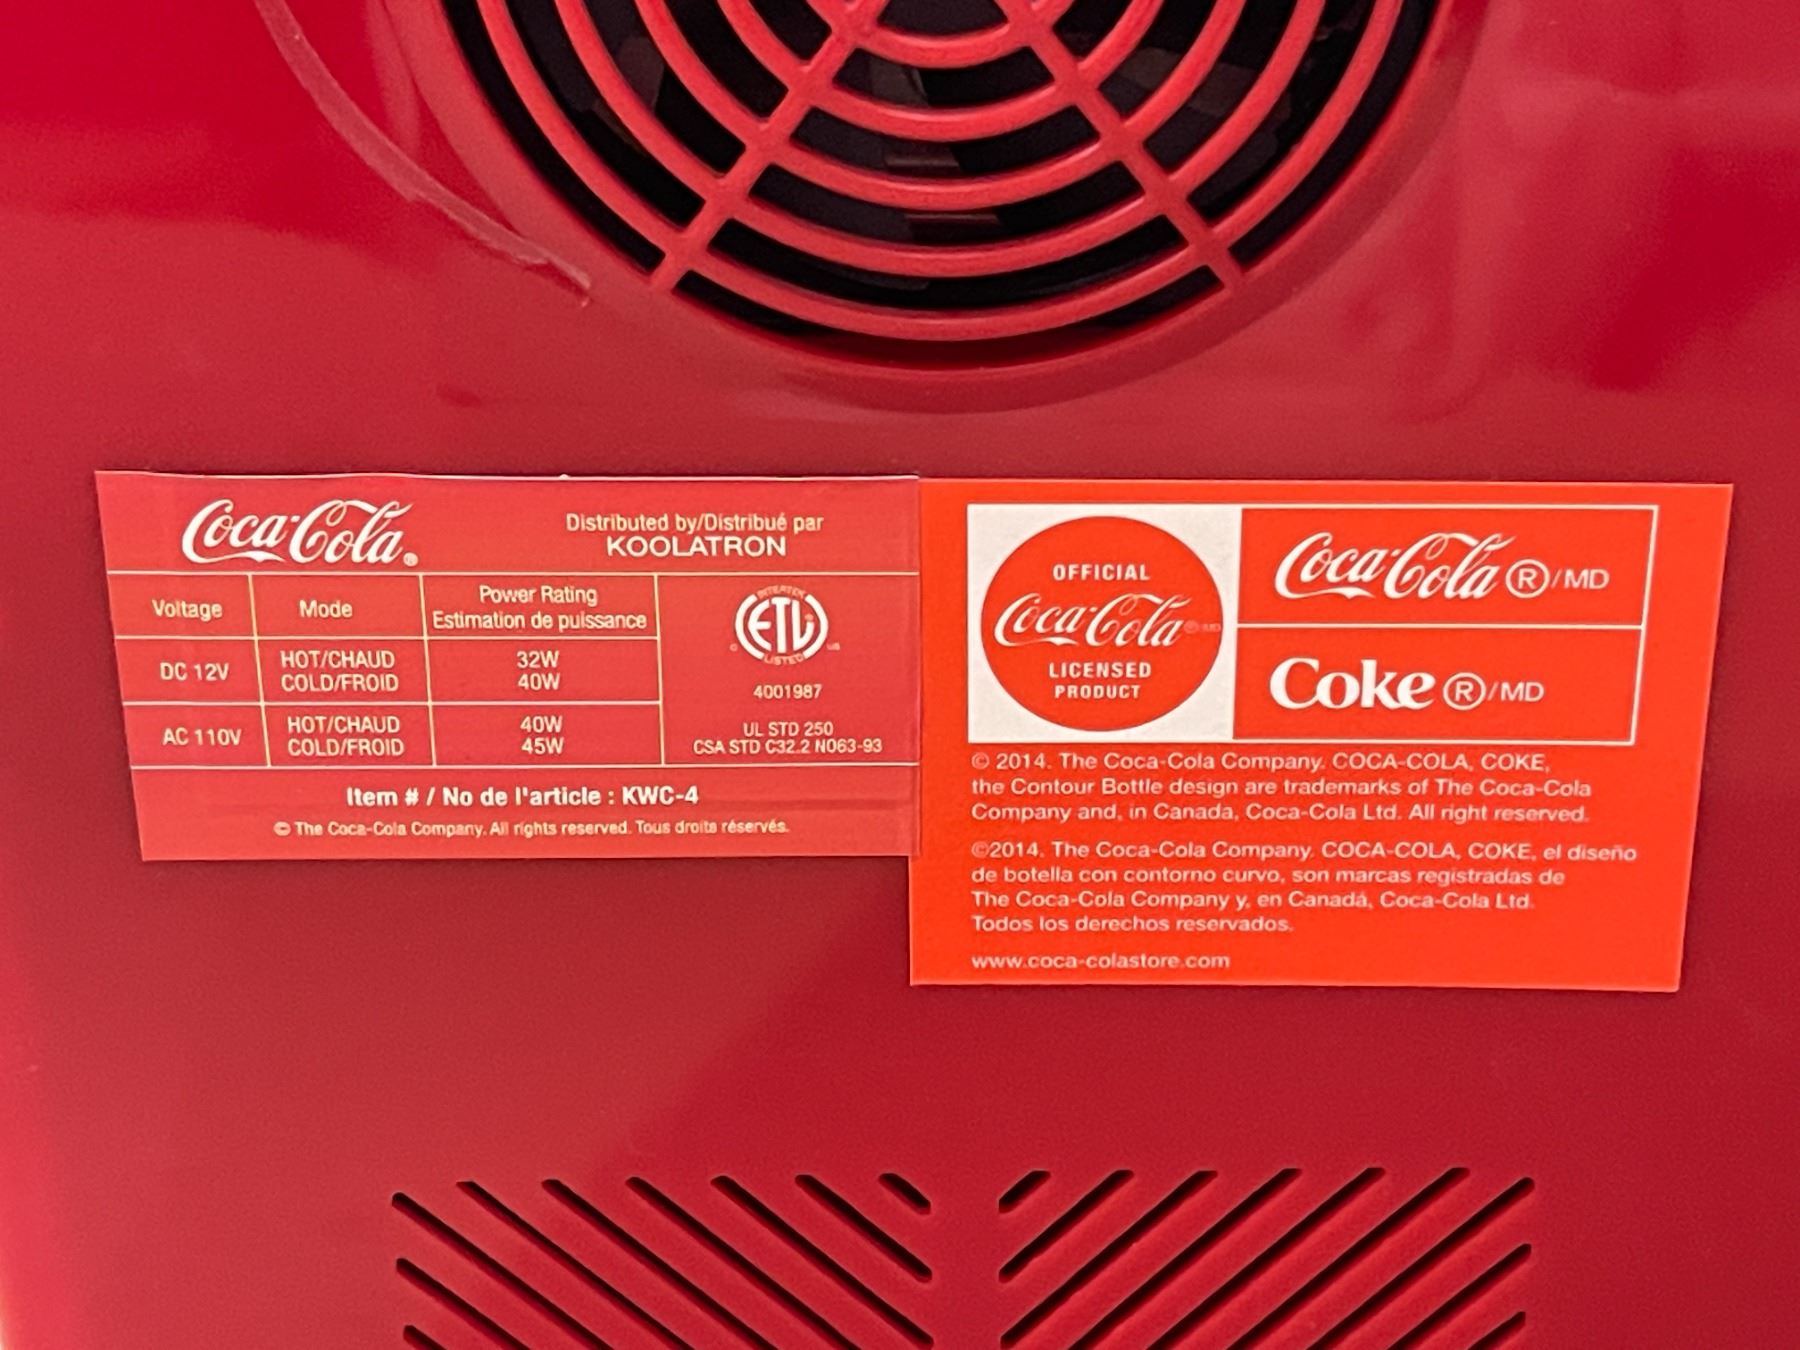 Coca-Cola®
Distributed by/Distribué par
KOOLATRON
Voltage
Mode
Power Rating
Estimation de puissance
DC 12V
HOT/CHAUD
COLD/FROID
32W
40W
AC 110V
HOT/CHAUD
COLD/FROID
40W
45W
INTERTEK
ETL
LISTED
C US
4001987
UL STD 250
CSA STD C32.2 NO63-93
Item # / No de l'article : KWC-4
© The Coca-Cola Company. All rights reserved. Tous droits réservés.
OFFICIAL
Coca-Cola®/MD
LICENSED
PRODUCT
Coca-Cola ®/MD
Coke ®/MD
© 2014. The Coca-Cola Company. COCA-COLA, COKE,
the Contour Bottle design are trademarks of The Coca-Cola
Company and, in Canada, Coca-Cola Ltd. All right reserved.
©2014. The Coca-Cola Company. COCA-COLA, COKE, el diseño
de botella con contorno curvo, son marcas registradas de
The Coca-Cola Company y, en Canadá, Coca-Cola Ltd.
Todos los derechos reservados.
www.coca-colastore.com